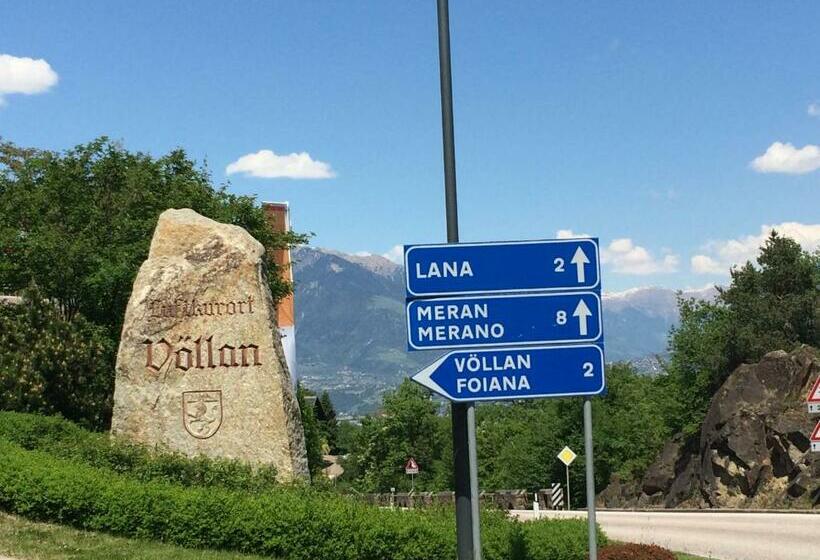 Luftkurort
Völlan
LANA 2
MERAN
MERANO 8
VÖLLAN
FOIANA 2